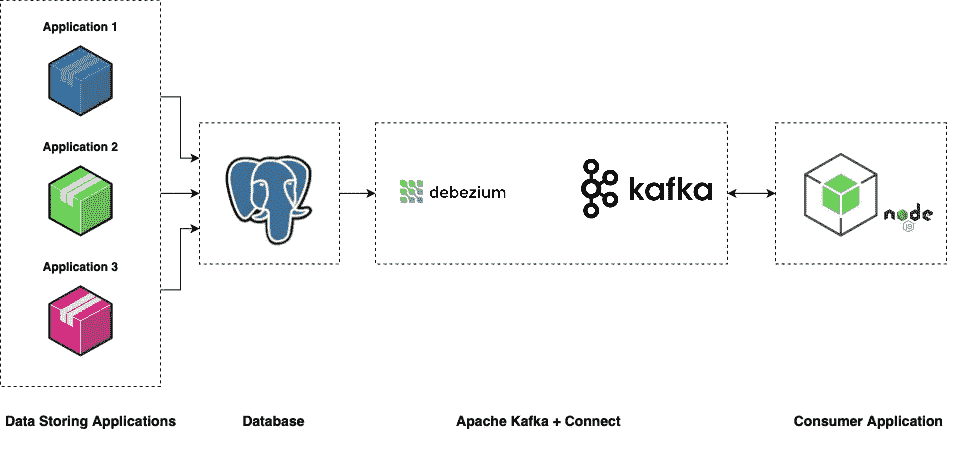 Application 1
Application 2
Application 3
debezium
kafka
node
JS
Data Storing Applications
Database
Apache Kafka + Connect
Consumer Application